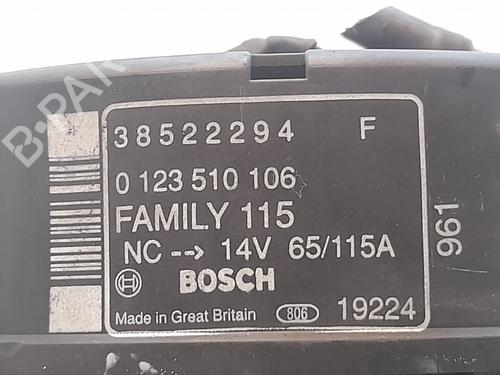 38522294 F
0 123 510 106
FAMILY 115
NC --> 14V 65/115A
BOSCH
Made in Great Britain 806 19224
961
B-PAR